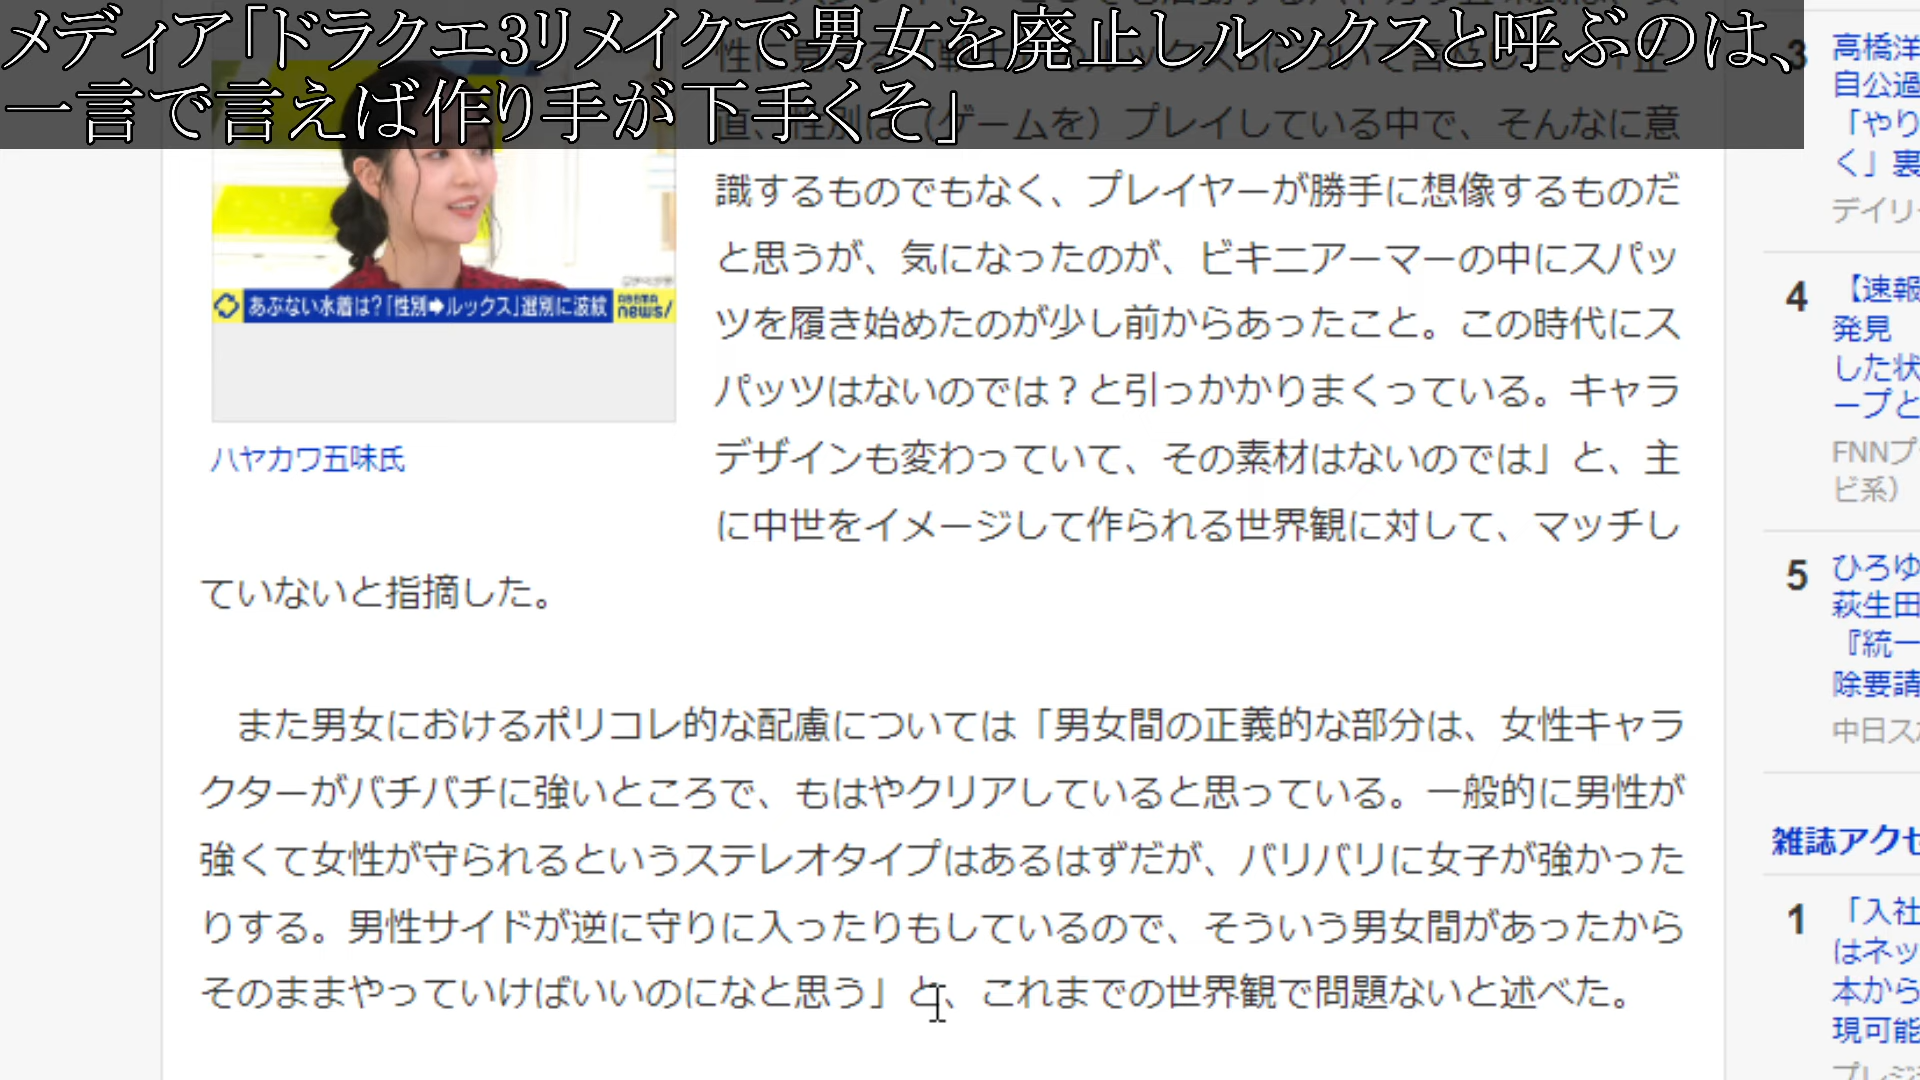 メディア「ドラクエ3リメイクで男女を廃止しルックスと呼ぶのは、
一言で言えば作り手が下手くそ」
直、性別は（ゲームを）プレイしている中で、そんなに意
識するものでもなく、プレイヤーが勝手に想像するものだ
と思うが、気になったのが、ビキニアーマーの中にスパッ
ツを履き始めたのが少し前からあったこと。この時代にス
パッツはないのでは？と引っかかりまくっている。キャラ
デザインも変わっていて、その素材はないのでは」と、主
に中世をイメージして作られる世界観に対して、マッチし
ていないと指摘した。
あぶない水着は？「性別➡ルックス」選別に波紋
ABEMA
news/
ハヤカワ五味氏
また男女におけるポリコレ的な配慮については「男女間の正義的な部分は、女性キャラ
クターがバチバチに強いところで、もはやクリアしていると思っている。一般的に男性が
強くて女性が守られるというステレオタイプはあるはずだが、バリバリに女子が強かった
りする。男性サイドが逆に守りに入ったりもしているので、そういう男女間があったから
そのままやっていけばいいのになと思う」と、これまでの世界観で問題ないと述べた。
3
高橋洋
自公過
「やり
く」裏
デイリー
4
【速報
発見
した状
ープと
FNNプ
ビ系）
5
ひろゆ
萩生田
『統一
除要請
中日ス
雑誌アクセ
1
「入社
はネッ
本から
現可能
プレジ